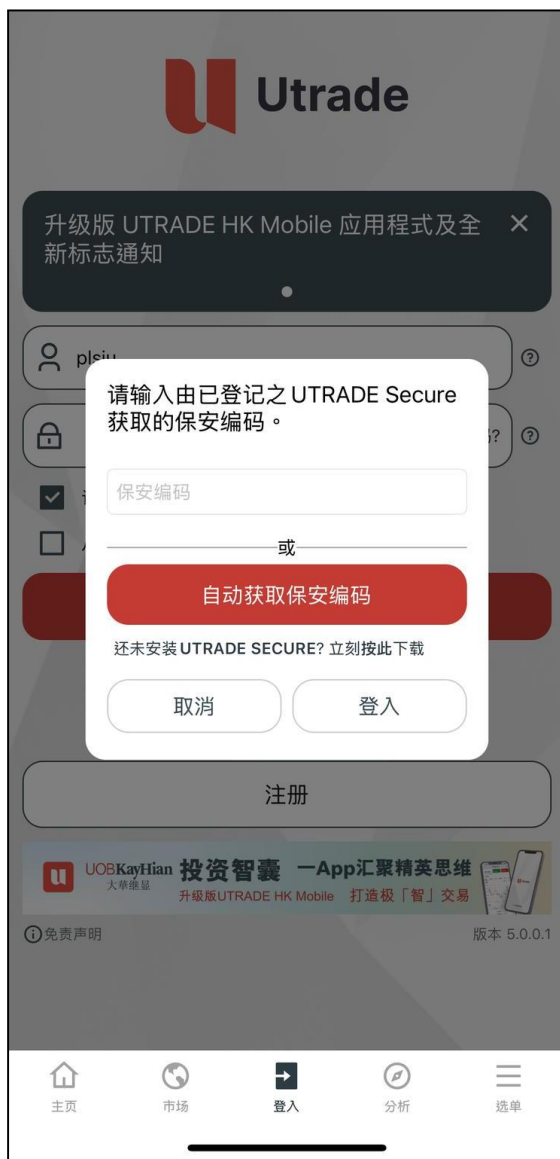 Utrade
升级版 UTRADE HK Mobile 应用程式及全
新标志通知
plsiu
请输入由已登记之 UTRADE Secure
获取的保安编码。
保安编码
或
自动获取保安编码
还未安装UTRADE SECURE? 立刻按此下载
取消
登入
注册
UOBKayHian 投资智囊 一App汇聚精英思维
大华继显
升级版UTRADE HK Mobile 打造极「智」交易
免责声明
版本 5.0.0.1
主页
市场
登入
分析
选单